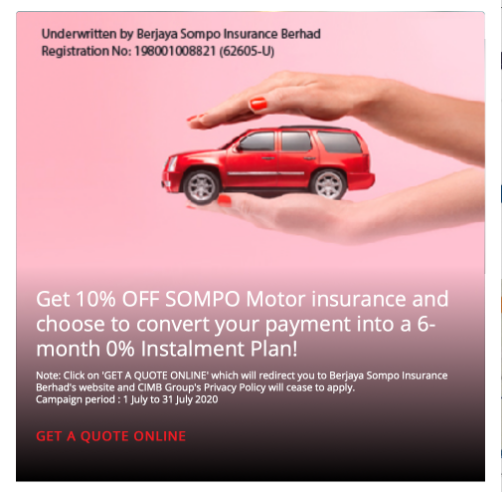 Underwritten by Berjaya Sompo Insurance Berhad
Registration No: 198001008821 (62605-U)
Get 10% OFF SOMPO Motor insurance and
choose to convert your payment into a 6-
month 0% Instalment Plan!
Note: Click on 'GET A QUOTE ONLINE' which will redirect you to Berjaya Sompo Insurance
Berhad's website and CIMB Group's Privacy Policy will cease to apply.
Campaign period : 1 July to 31 July 2020
GET A QUOTE ONLINE